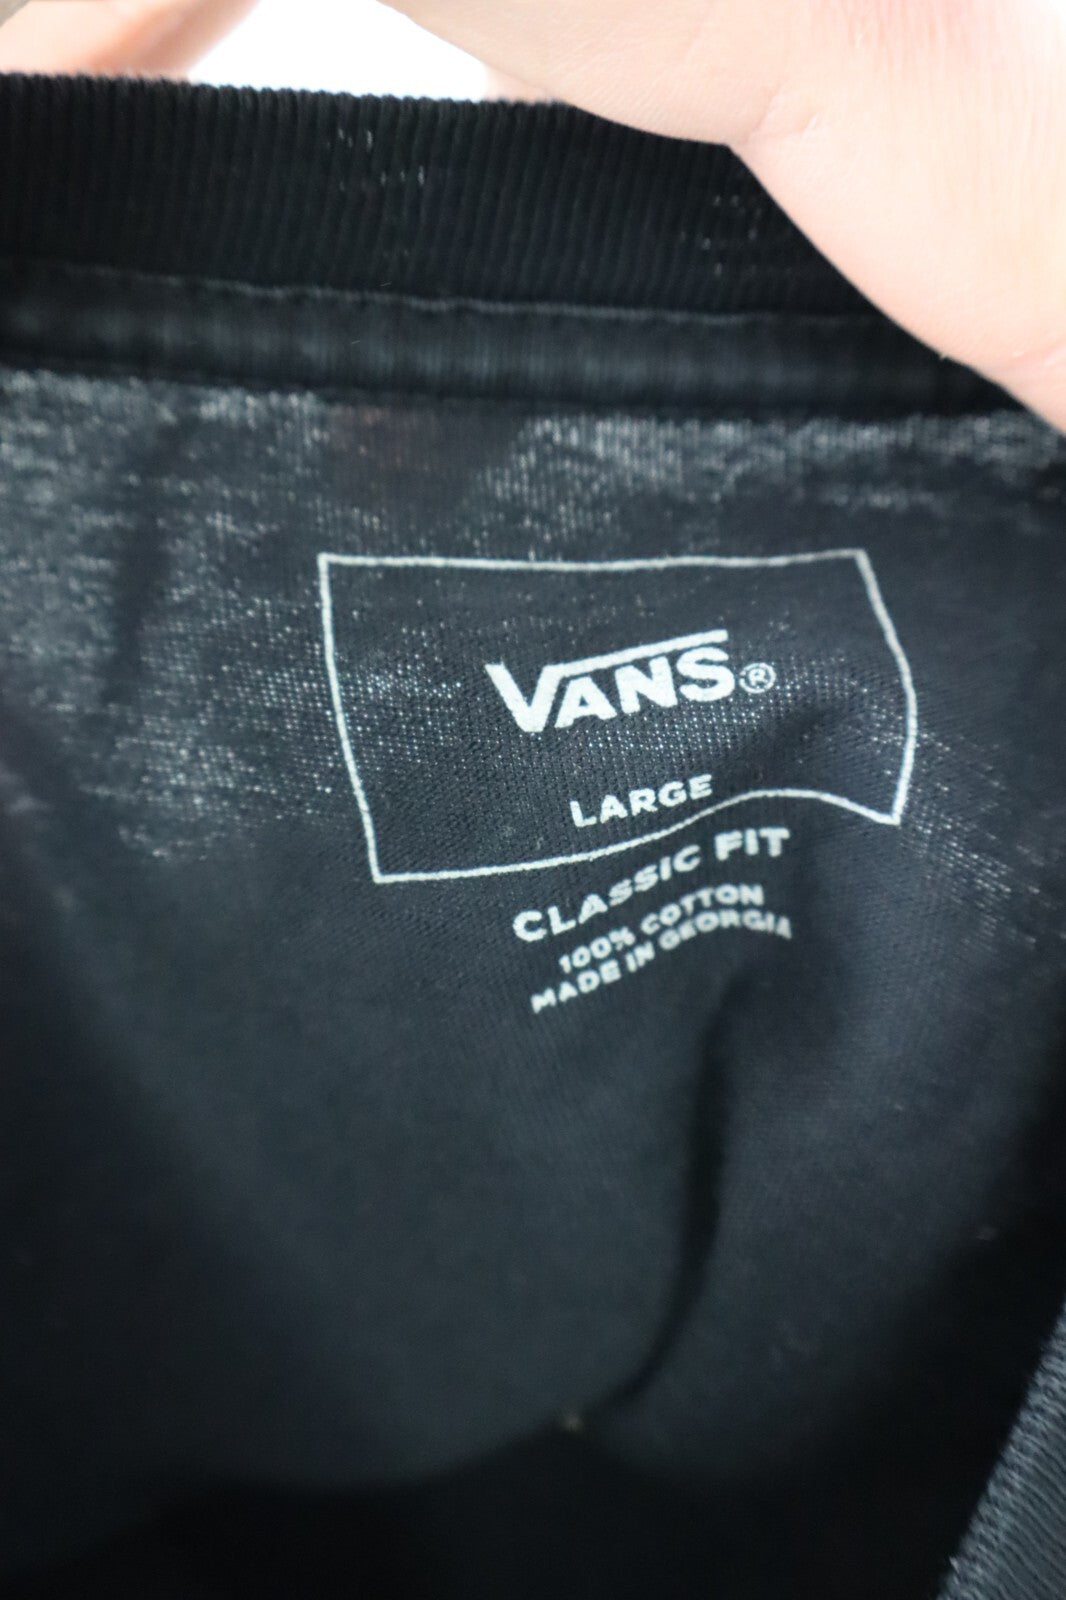 VANS®
LARGE
CLASSIC FIT
100% COTTON
MADE IN GEORGIA